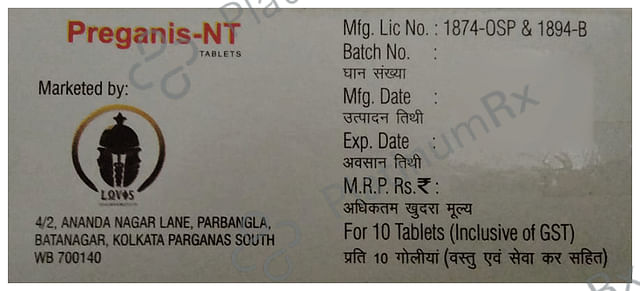 Preganis-NT
TABLETS
Marketed by:
LQVOS
4/2, ANANDA NAGAR LANE, PARBANGLA,
BATANAGAR, KOLKATA PARGANAS SOUTH
WB 700140
Mfg. Lic No. : 1874-OSP & 1894-B
Batch No. :
घान संख्या
Mfg. Date :
उत्पादन तिथी
Exp. Date :
अवसान तिथी
M.R.P. Rs.₹ :
अधिकतम खुदरा मूल्य
For 10 Tablets (Inclusive of GST)
प्रति 10 गोलीयां (वस्तु एवं सेवा कर सहित)
PlatinumRx